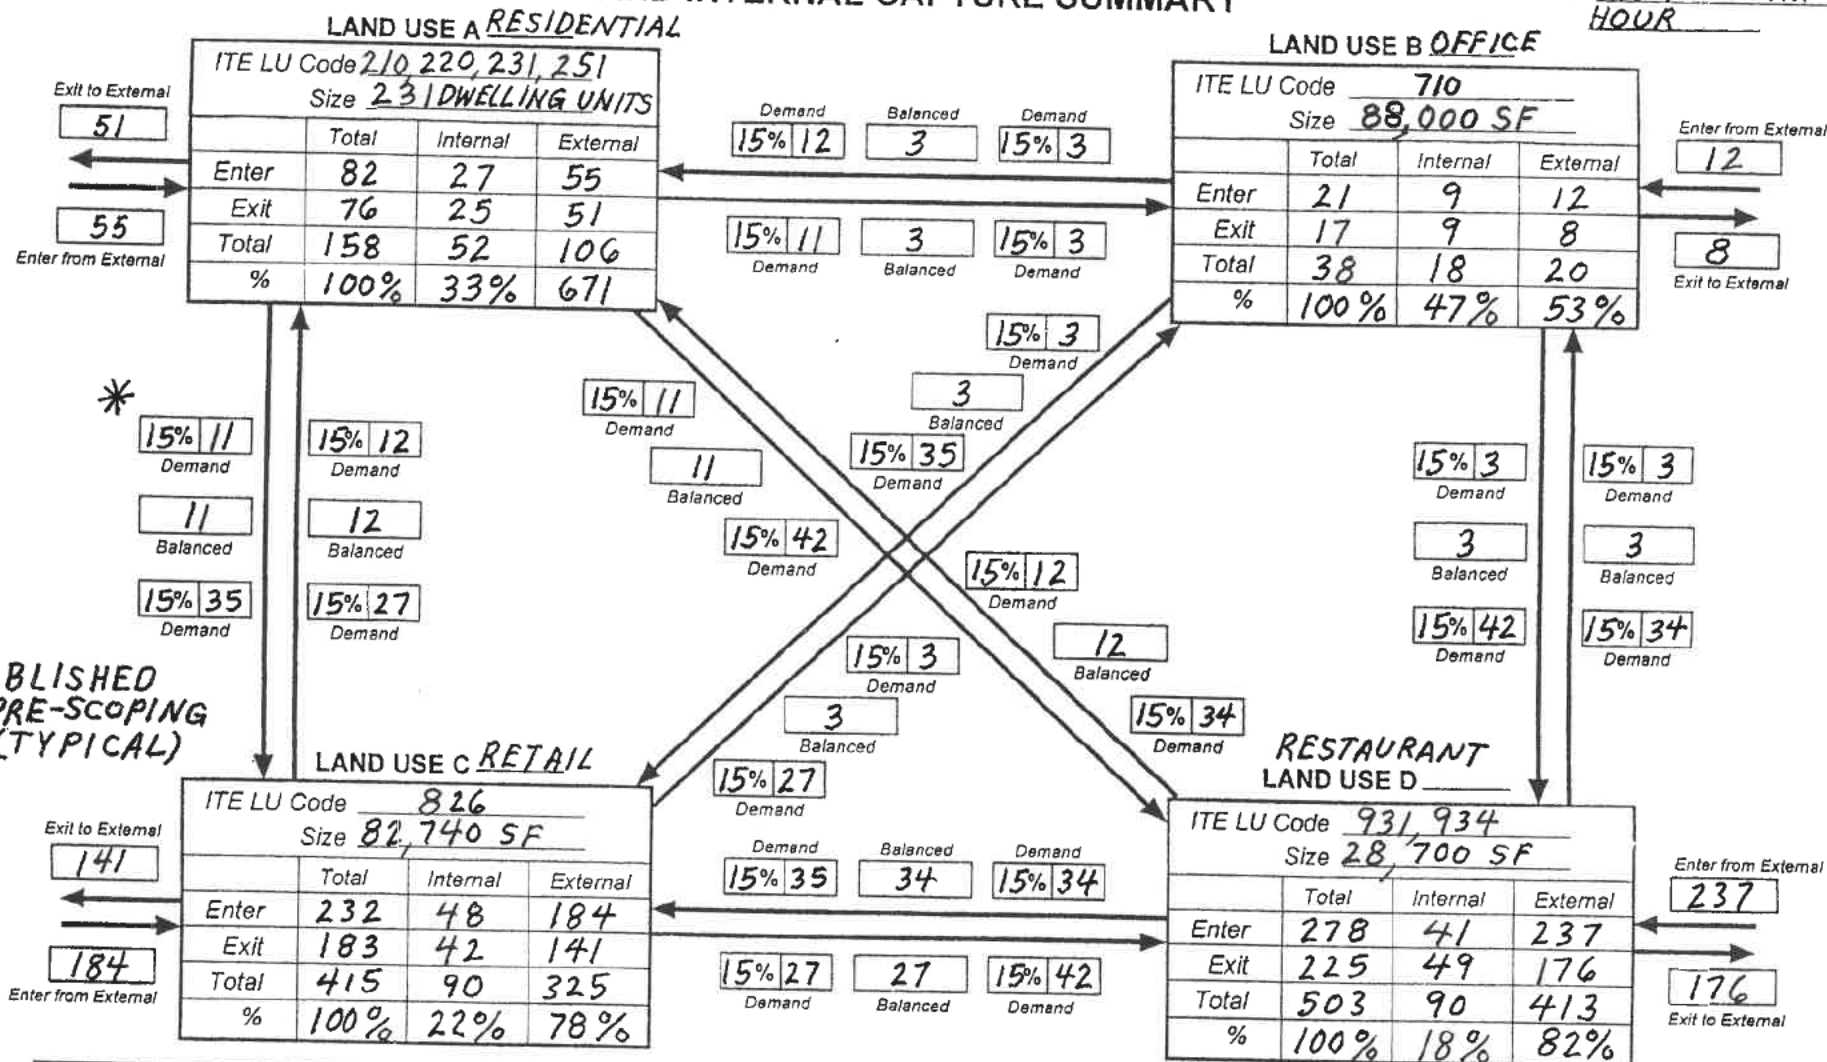 INTERNAL CAPTURE SUMMARY
HOUR
LAND USE A RESIDENTIAL
ITE LU Code 210, 220, 231, 251
Size 231 DWELLING UNITS
Total Internal External
Enter 82 27 55
Exit 76 25 51
Total 158 52 106
% 100% 33% 671
Exit to External
51
55
Enter from External
Demand Balanced Demand
15% 12 3 15% 3
15% 11 3 15% 3
Demand Balanced Demand
LAND USE B OFFICE
ITE LU Code 710
Size 88,000 SF
Total Internal External
Enter 21 9 12
Exit 17 9 8
Total 38 18 20
% 100% 47% 53%
Enter from External
12
8
Exit to External
*
15% 11
Demand
11
Balanced
15% 35
Demand
15% 12
Demand
12
Balanced
15% 27
Demand
15% 11
Demand
11
Balanced
15% 42
Demand
15% 3
Demand
3
Balanced
15% 35
Demand
15% 12
Demand
12
Balanced
15% 34
Demand
15% 3
Demand
3
Balanced
15% 27
Demand
15% 3
Demand
3
Balanced
15% 42
Demand
15% 3
Demand
3
Balanced
15% 34
Demand
BLISHED
PRE-SCOPING
(TYPICAL)
LAND USE C RETAIL
ITE LU Code 826
Size 82,740 SF
Total Internal External
Enter 232 48 184
Exit 183 42 141
Total 415 90 325
% 100% 22% 78%
Exit to External
141
184
Enter from External
Demand Balanced Demand
15% 35 34 15% 34
15% 27 27 15% 42
Demand Balanced Demand
RESTAURANT
LAND USE D
ITE LU Code 931, 934
Size 28,700 SF
Total Internal External
Enter 278 41 237
Exit 225 49 176
Total 503 90 413
% 100% 18% 82%
Enter from External
237
176
Exit to External